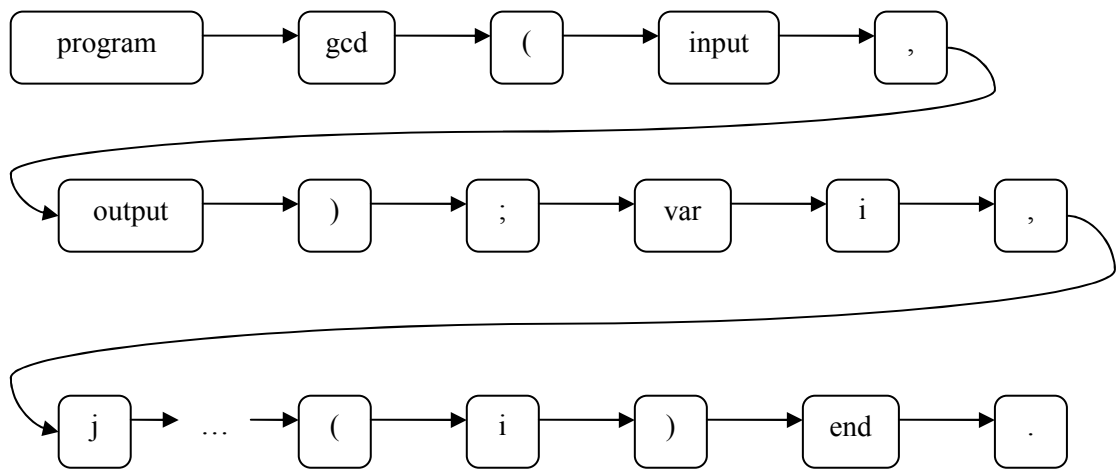 program gcd ( input ,
output ) ; var i ,
j … ( i ) end .